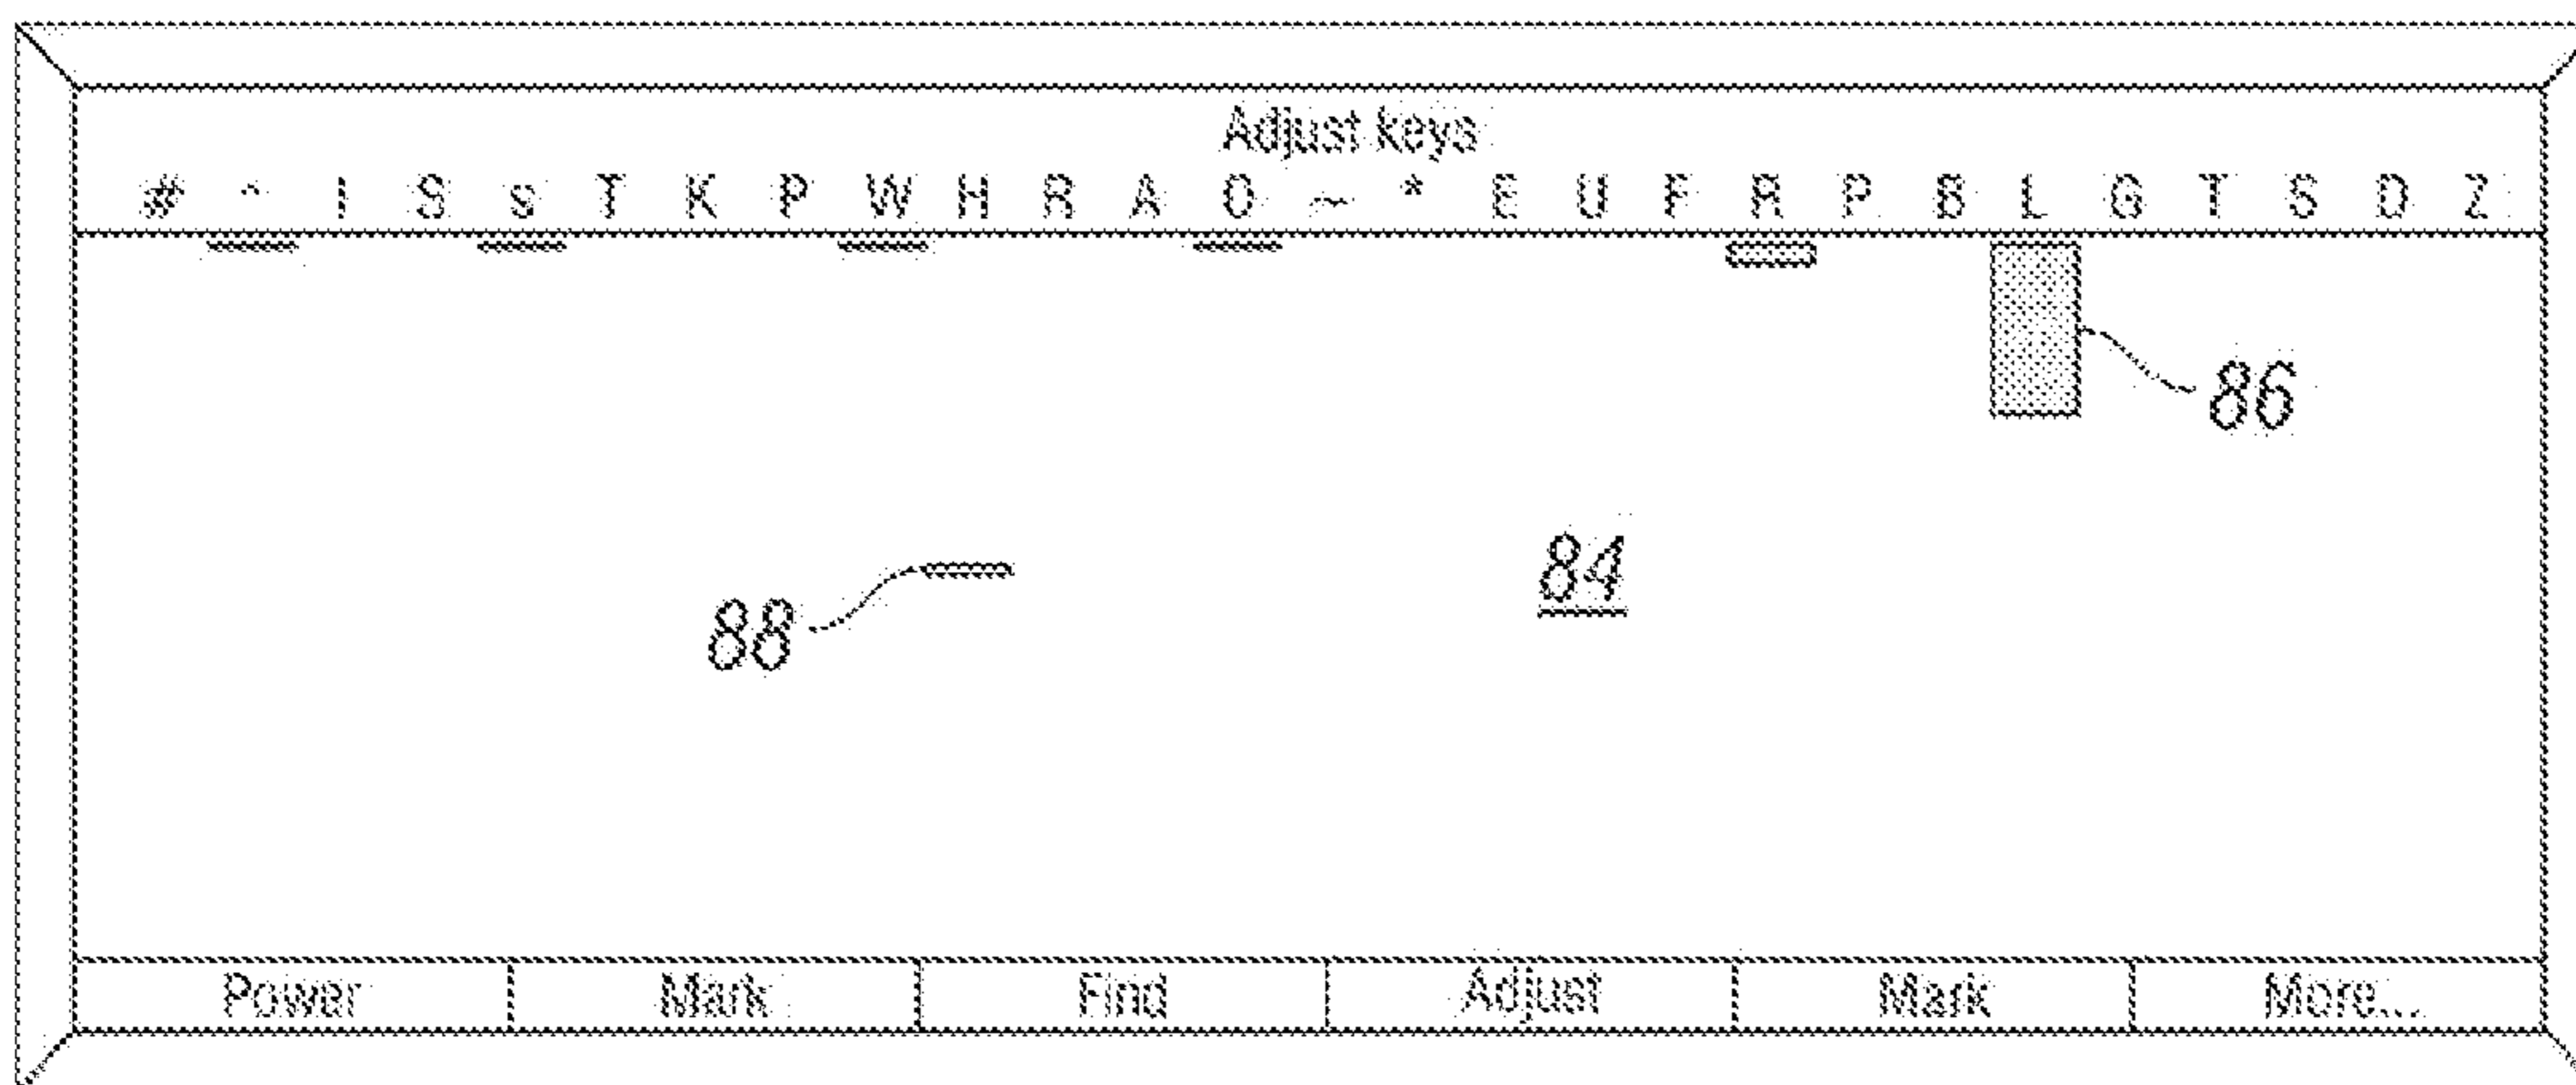 Adjust keys
# ^ I S s T K P W H R A O ~ * E U F R P B L G T S D Z
86
84
88
Power Mark Find Adjust Mark More...